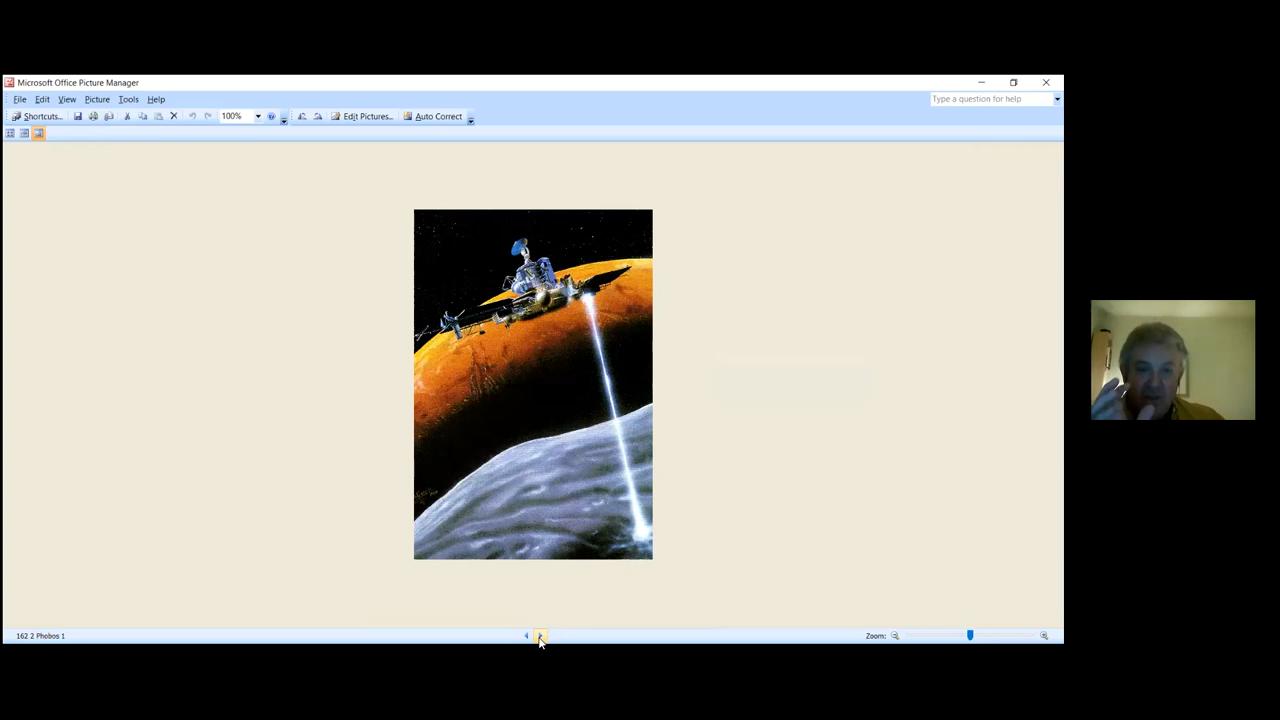 Microsoft Office Picture Manager
File Edit View Picture Tools Help
Type a question for help
Shortcuts...
100%
Edit Pictures...
Auto Correct
162 2 Phobos 1
Zoom: